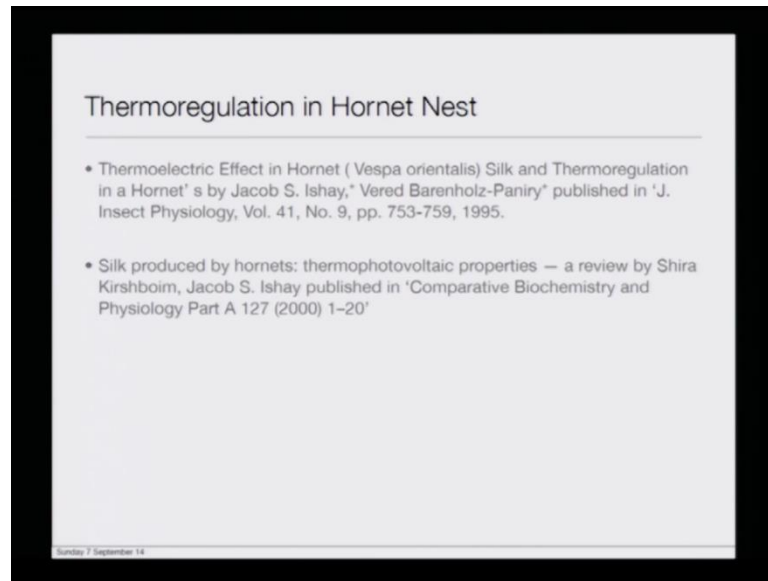 Thermoregulation in Hornet Nest
• Thermoelectric Effect in Hornet ( Vespa orientalis) Silk and Thermoregulation
in a Hornet' s by Jacob S. Ishay,* Vered Barenholz-Paniry* published in 'J.
Insect Physiology, Vol. 41, No. 9, pp. 753-759, 1995.
• Silk produced by hornets: thermophotovoltaic properties — a review by Shira
Kirshboim, Jacob S. Ishay published in 'Comparative Biochemistry and
Physiology Part A 127 (2000) 1–20'
Sunday 7 September 14